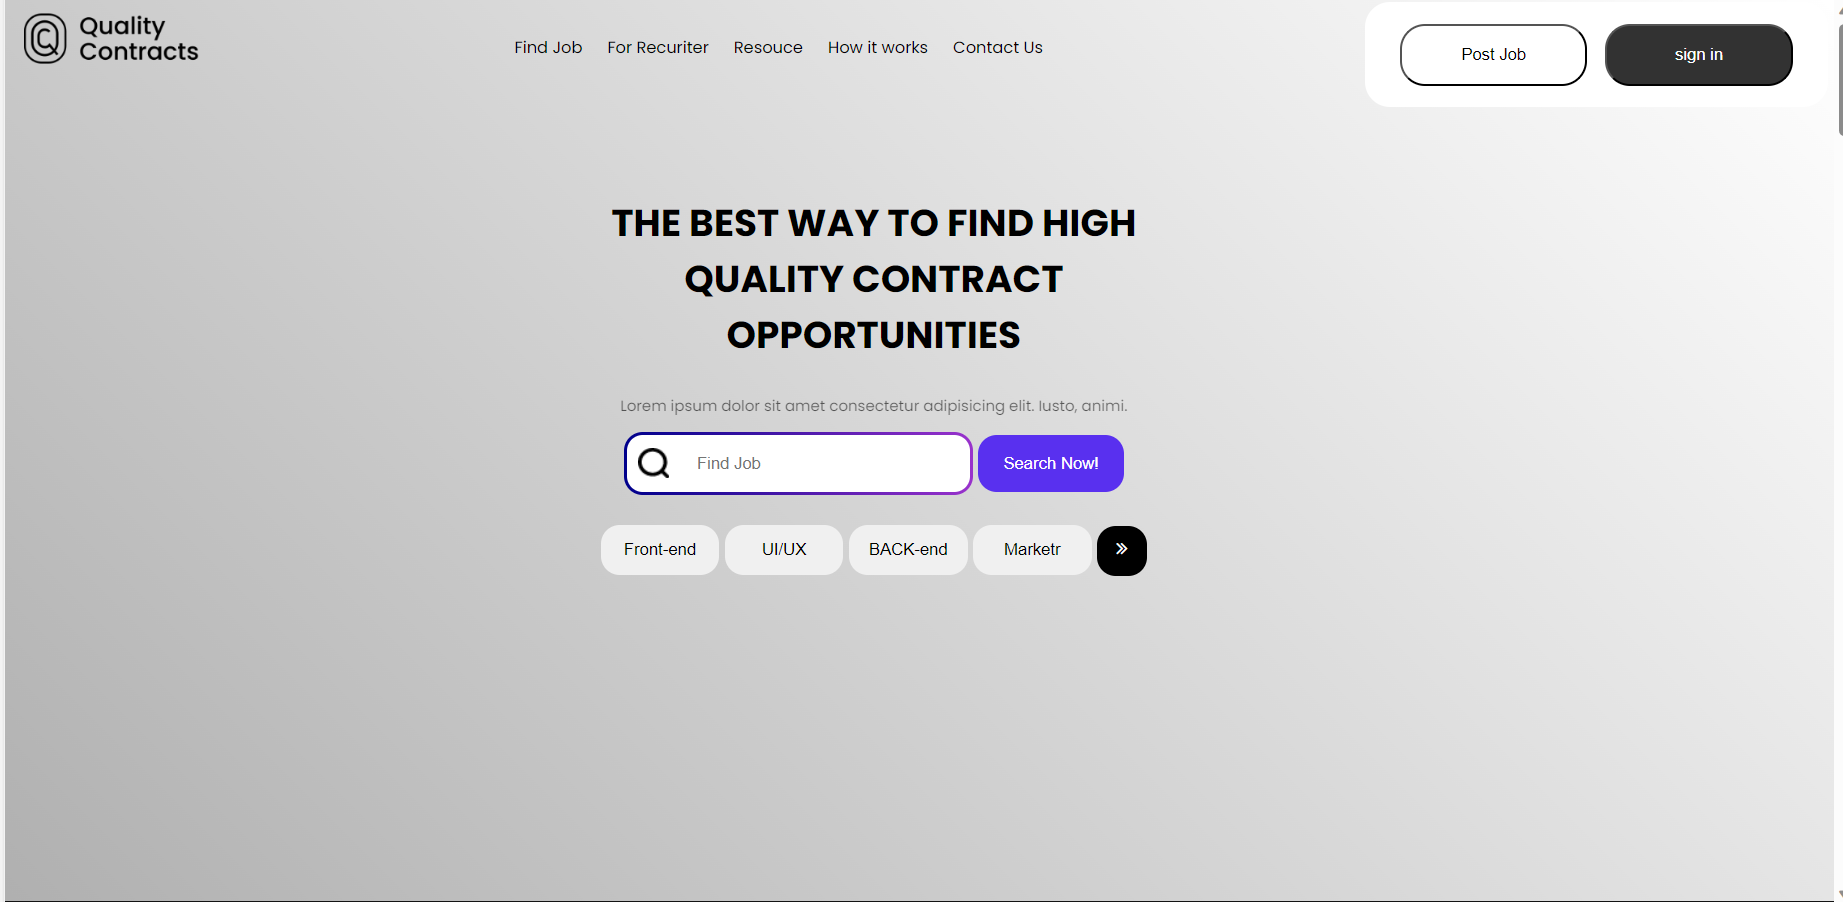 Quality
Contracts
Find Job
For Recuriter
Resouce
How it works
Contact Us
Post Job
sign in
THE BEST WAY TO FIND HIGH
QUALITY CONTRACT
OPPORTUNITIES
Lorem ipsum dolor sit amet consectetur adipisicing elit. Iusto, animi.
Find Job
Search Now!
Front-end
UI/UX
BACK-end
Marketr